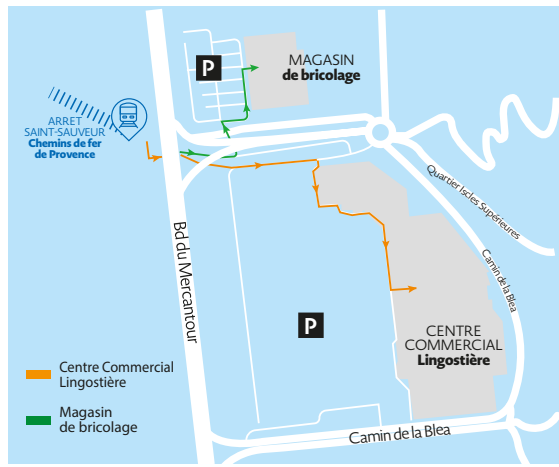 P
MAGASIN
de bricolage
ARRET
SAINT-SAUVEUR
Chemins de fer
de Provence
Quartier Iscles Supérieures
Bd du Mercantour
Camin de la Blea
P
CENTRE
COMMERCIAL
Lingostière
Centre Commercial
Lingostière
Magasin
de bricolage
Camin de la Blea